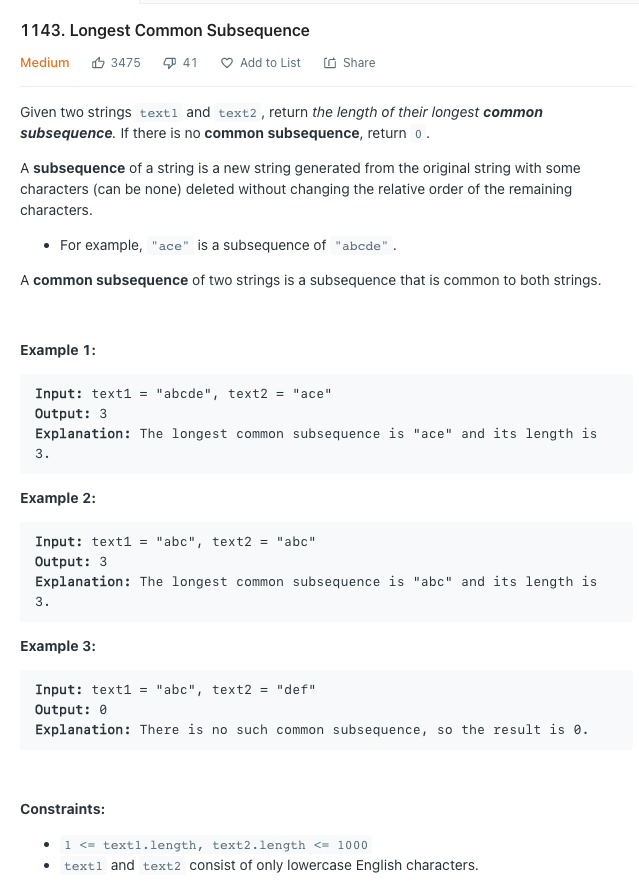 1143. Longest Common Subsequence
Medium 3475 41 Add to List Share
Given two strings text1 and text2 , return the length of their longest common
subsequence. If there is no common subsequence, return 0 .
A subsequence of a string is a new string generated from the original string with some
characters (can be none) deleted without changing the relative order of the remaining
characters.
• For example, "ace" is a subsequence of "abcde" .
A common subsequence of two strings is a subsequence that is common to both strings.
Example 1:
Input: text1 = "abcde", text2 = "ace"
Output: 3
Explanation: The longest common subsequence is "ace" and its length is
3.
Example 2:
Input: text1 = "abc", text2 = "abc"
Output: 3
Explanation: The longest common subsequence is "abc" and its length is
3.
Example 3:
Input: text1 = "abc", text2 = "def"
Output: 0
Explanation: There is no such common subsequence, so the result is 0.
Constraints:
• 1 <= text1.length, text2.length <= 1000
• text1 and text2 consist of only lowercase English characters.